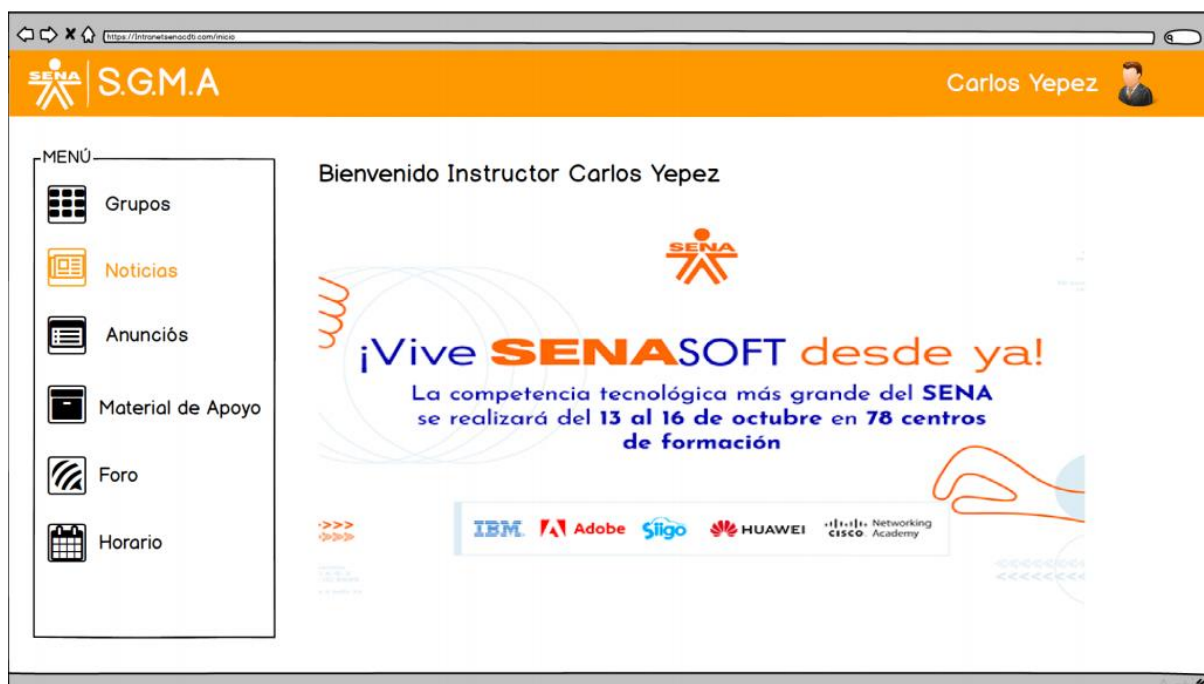 https://Intranetsenacdti.com/inicio
SENA
S.G.M.A
Carlos Yepez
MENÚ
Grupos
Noticias
Anunciós
Material de Apoyo
Foro
Horario
Bienvenido Instructor Carlos Yepez
SENA
¡Vive SENASOFT desde ya!
La competencia tecnológica más grande del SENA
se realizará del 13 al 16 de octubre en 78 centros
de formación
IBM. Adobe Siigo HUAWEI CISCO. Networking
Academy